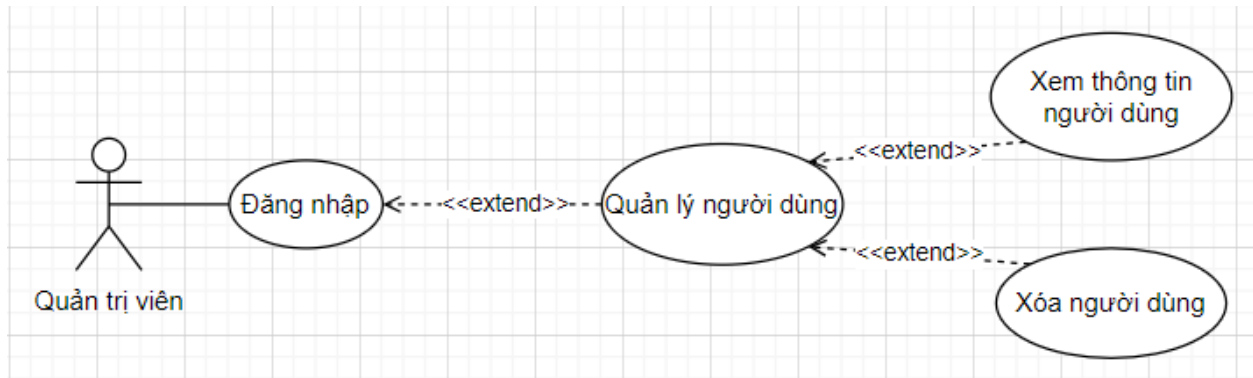 Xem thông tin
người dùng
<<extend>>
Đăng nhập
<<extend>>
Quản lý người dùng
<<extend>>
Quản trị viên
Xóa người dùng